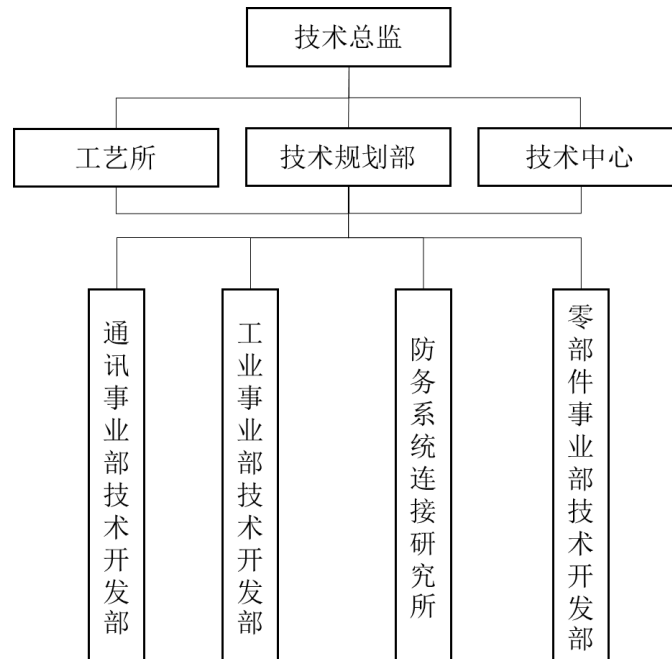 技术总监
工艺所
技术规划部
技术中心
通讯事业部技术开发部
工业事业部技术开发部
防务系统连接研究所
零部件事业部技术开发部